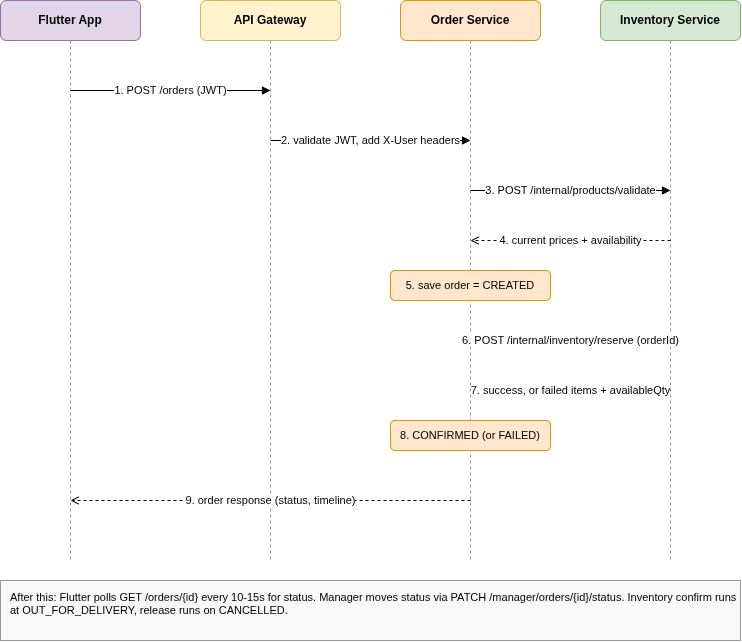 Flutter App
API Gateway
Order Service
Inventory Service
1. POST /orders (JWT)
2. validate JWT, add X-User headers
3. POST /internal/products/validate
4. current prices + availability
5. save order = CREATED
6. POST /internal/inventory/reserve (orderId)
7. success, or failed items + availableQty
8. CONFIRMED (or FAILED)
9. order response (status, timeline)
After this: Flutter polls GET /orders/{id} every 10-15s for status. Manager moves status via PATCH /manager/orders/{id}/status. Inventory confirm runs
at OUT_FOR_DELIVERY, release runs on CANCELLED.